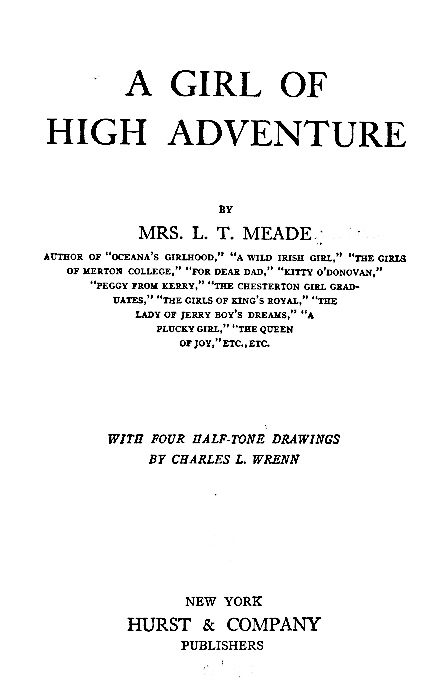 A GIRL OF
HIGH ADVENTURE
BY
MRS. L. T. MEADE
AUTHOR OF "OCEANA'S GIRLHOOD," "A WILD IRISH GIRL," "THE GIRLS
OF MERTON COLLEGE," "FOR DEAR DAD," "KITTY O'DONOVAN,"
"PEGGY FROM KERRY," "THE CHESTERTON GIRL GRAD-
UATES," "THE GIRLS OF KING'S ROYAL," "THE
LADY OF JERRY BOY'S DREAMS," "A
PLUCKY GIRL," "THE QUEEN
OF JOY," ETC., ETC.
WITH FOUR HALF-TONE DRAWINGS
BY CHARLES L. WRENN
NEW YORK
HURST & COMPANY
PUBLISHERS